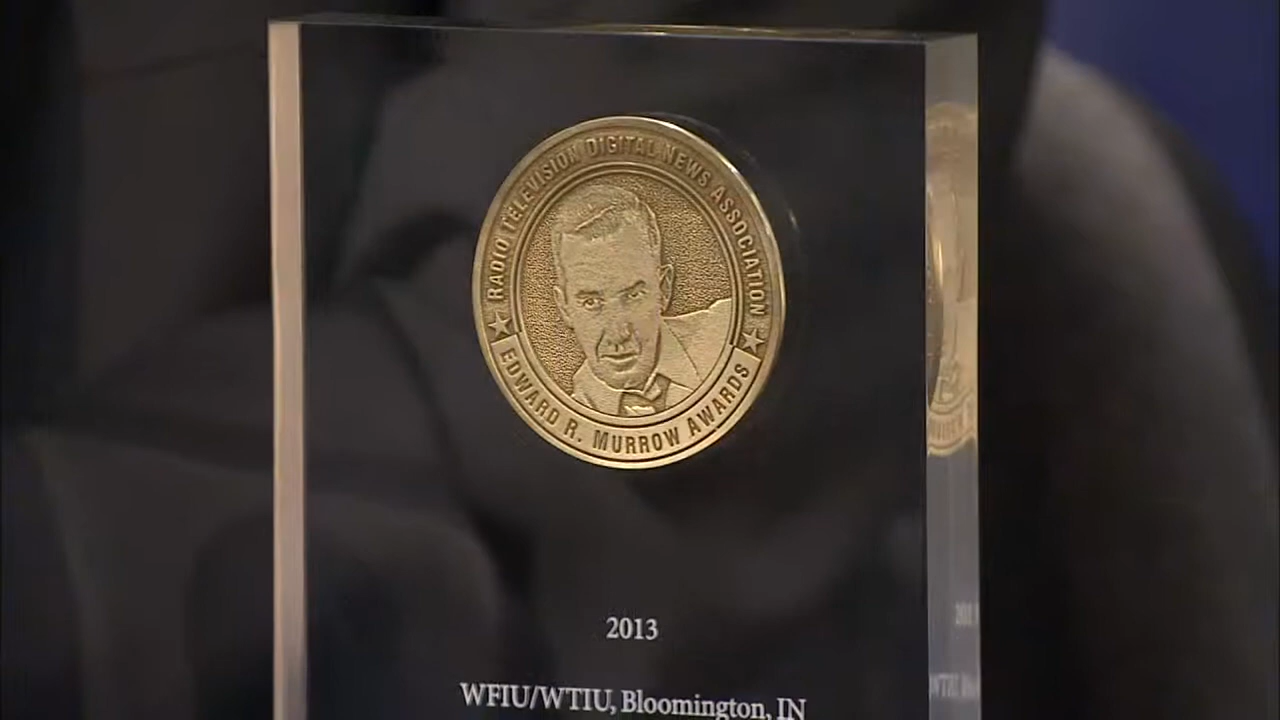 RADIO TELEVISION DIGITAL NEWS ASSOCIATION
EDWARD R. MURROW AWARDS
2013
WFIU/WTIU, Bloomington, IN